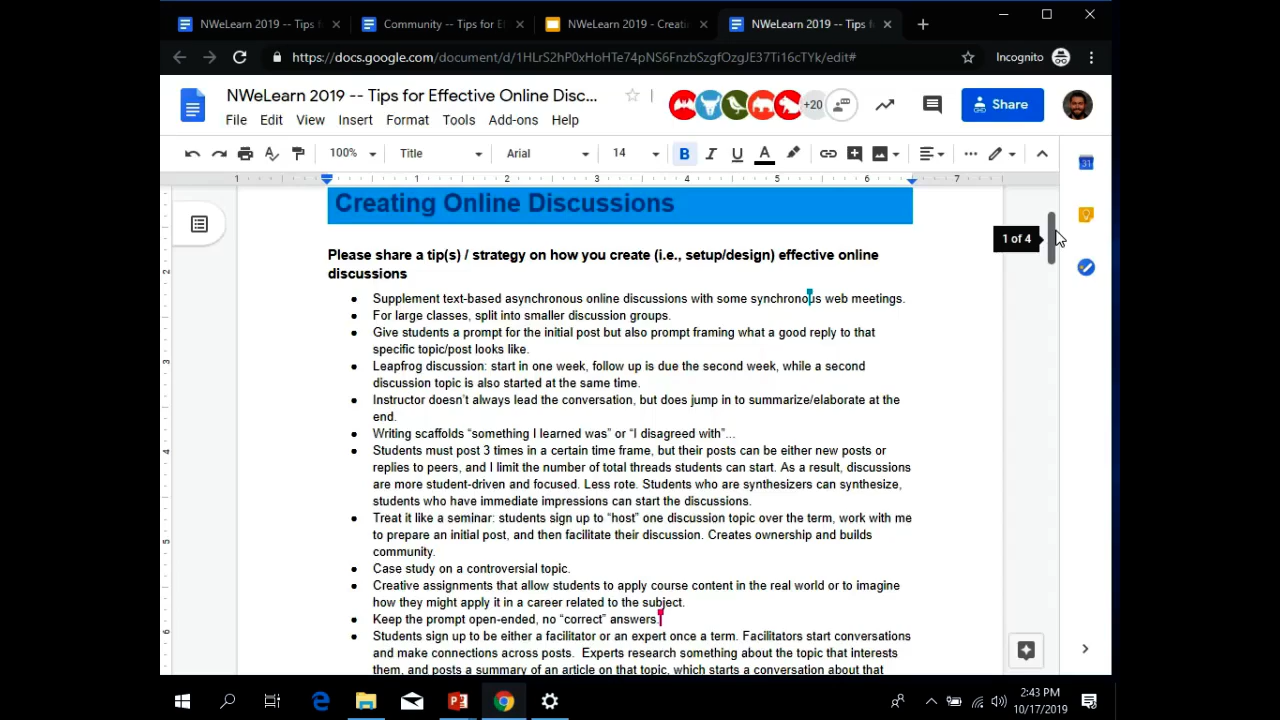 NWeLearn 2019 -- Tips f
Community -- Tips for E
NWeLearn 2019 - Creati
NWeLearn 2019 -- Tips f
https://docs.google.com/document/d/1HLrS2hP0xHoHTe74pNS6FnzbSzgfOzgJE37Ti16cTYk/edit#
Incognito
NWeLearn 2019 -- Tips for Effective Online Disc...
+20
Share
File Edit View Insert Format Tools Add-ons Help
100% Title Arial 14 B I U A
31
1 1 2 3 4 5 6 7
Creating Online Discussions
1 of 4
Please share a tip(s) / strategy on how you create (i.e., setup/design) effective online
discussions
2
• Supplement text-based asynchronous online discussions with some synchronous web meetings.
• For large classes, split into smaller discussion groups.
• Give students a prompt for the initial post but also prompt framing what a good reply to that
specific topic/post looks like.
3
• Leapfrog discussion: start in one week, follow up is due the second week, while a second
discussion topic is also started at the same time.
• Instructor doesn't always lead the conversation, but does jump in to summarize/elaborate at the
end.
• Writing scaffolds “something I learned was” or “I disagreed with”...
4
• Students must post 3 times in a certain time frame, but their posts can be either new posts or
replies to peers, and I limit the number of total threads students can start. As a result, discussions
are more student-driven and focused. Less rote. Students who are synthesizers can synthesize,
students who have immediate impressions can start the discussions.
• Treat it like a seminar: students sign up to “host” one discussion topic over the term, work with me
to prepare an initial post, and then facilitate their discussion. Creates ownership and builds
5
community.
• Case study on a controversial topic.
• Creative assignments that allow students to apply course content in the real world or to imagine
how they might apply it in a career related to the subject.
• Keep the prompt open-ended, no “correct” answers.
6
• Students sign up to be either a facilitator or an expert once a term. Facilitators start conversations
and make connections across posts. Experts research something about the topic that interests
them, and posts a summary of an article on that topic, which starts a conversation about that
2:43 PM
10/17/2019